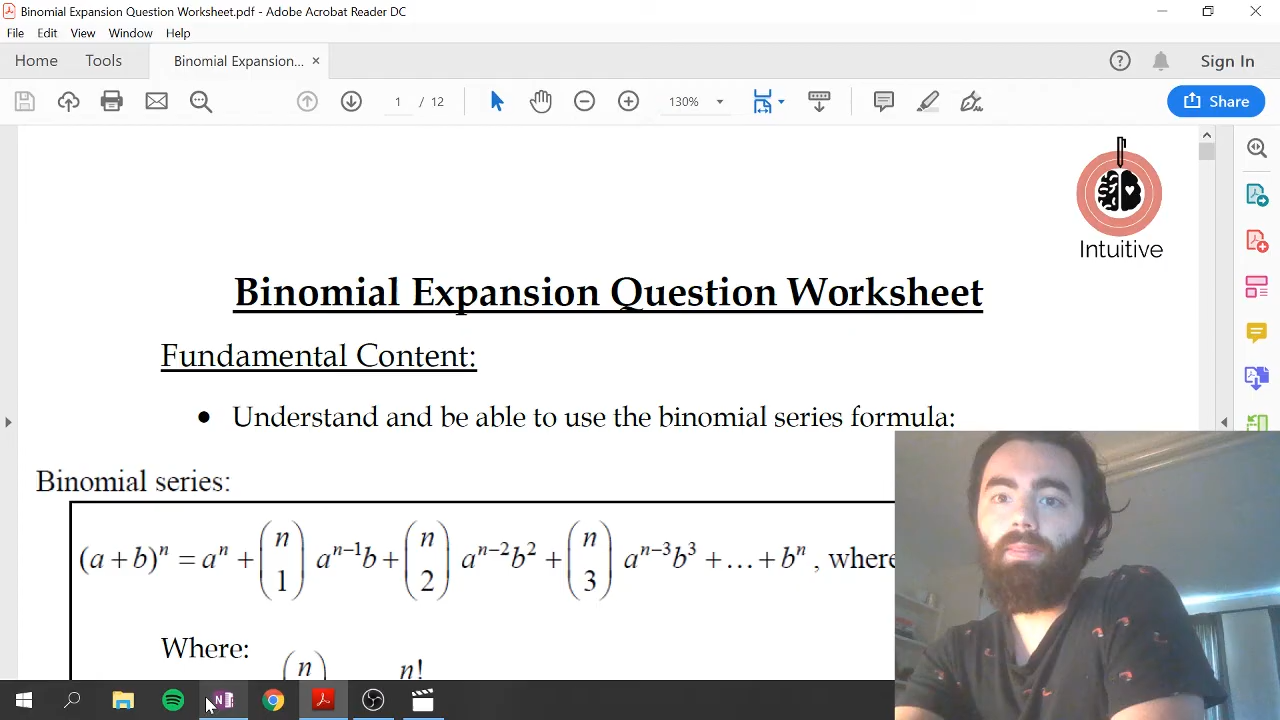 Binomial Expansion Question Worksheet.pdf - Adobe Acrobat Reader DC
File Edit View Window Help
Home Tools Binomial Expansion... × Sign In
1 / 12 130% Share
Intuitive
Binomial Expansion Question Worksheet
Fundamental Content:
• Understand and be able to use the binomial series formula:
Binomial series:
(a+b)ⁿ = aⁿ + (n 1) aⁿ⁻¹b + (n 2) aⁿ⁻²b² + (n 3) aⁿ⁻³b³ + … + bⁿ , where
Where:
(n n!